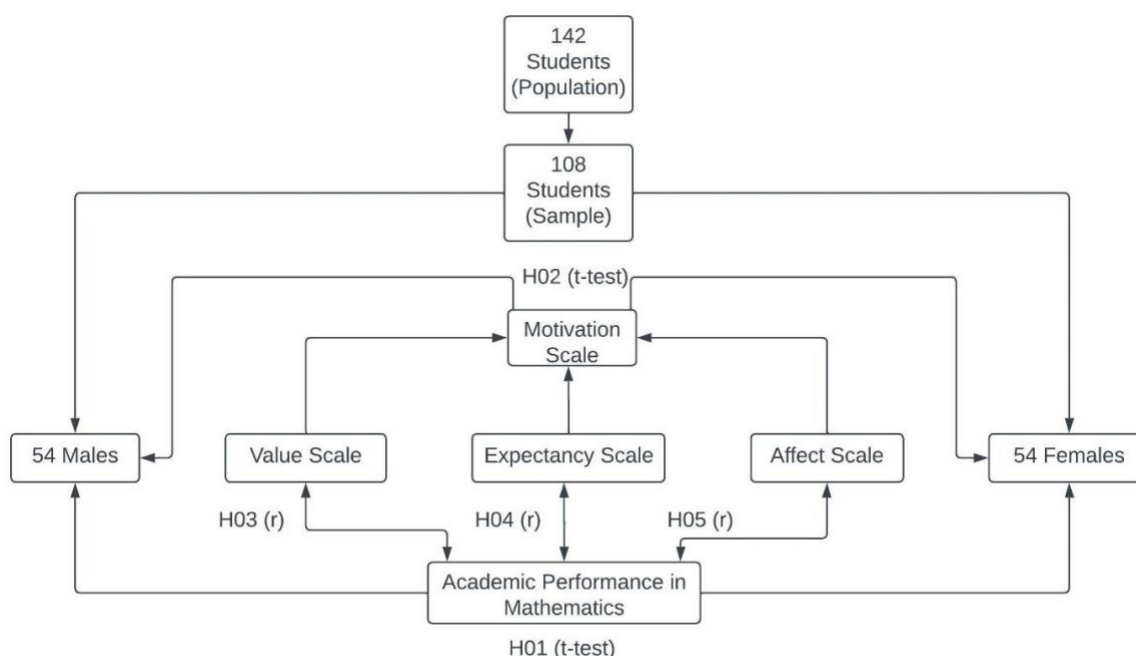 142
Students
(Population)
108
Students
(Sample)
H02 (t-test)
Motivation
Scale
54 Males
Value Scale
Expectancy Scale
Affect Scale
54 Females
H03 (r)
H04 (r)
H05 (r)
Academic Performance in
Mathematics
H01 (t-test)